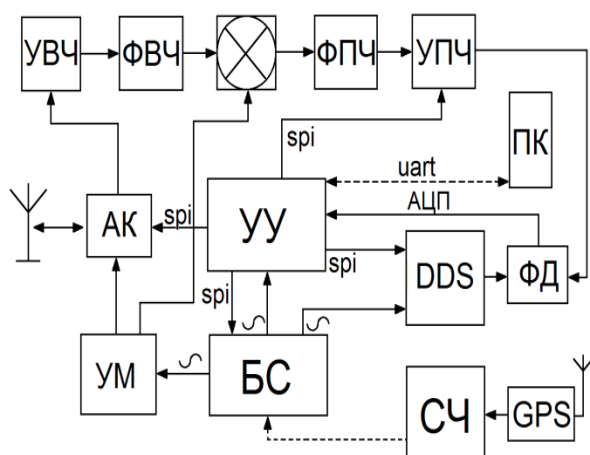 УВЧ
ФВЧ
ФПЧ
УПЧ
spi
ПК
uart
АК
spi
УУ
АЦП
spi
DDS
ФД
spi
УМ
БС
СЧ
GPS